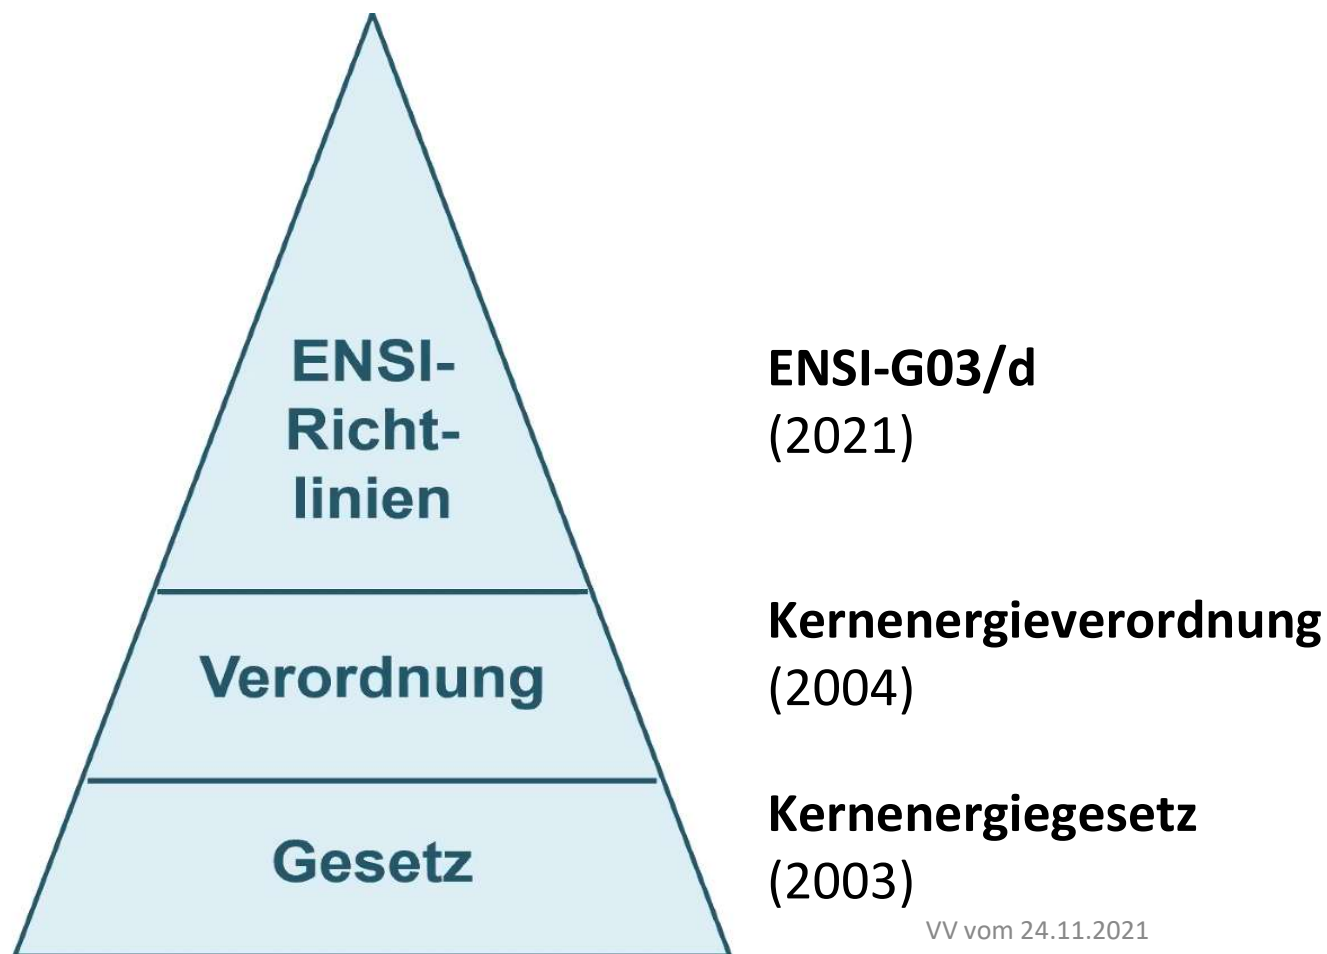 ENSI-
Richt-
linien
ENSI-G03/d
(2021)
Verordnung
Kernenergieverordnung
(2004)
Gesetz
Kernenergiegesetz
(2003)
VV vom 24.11.2021